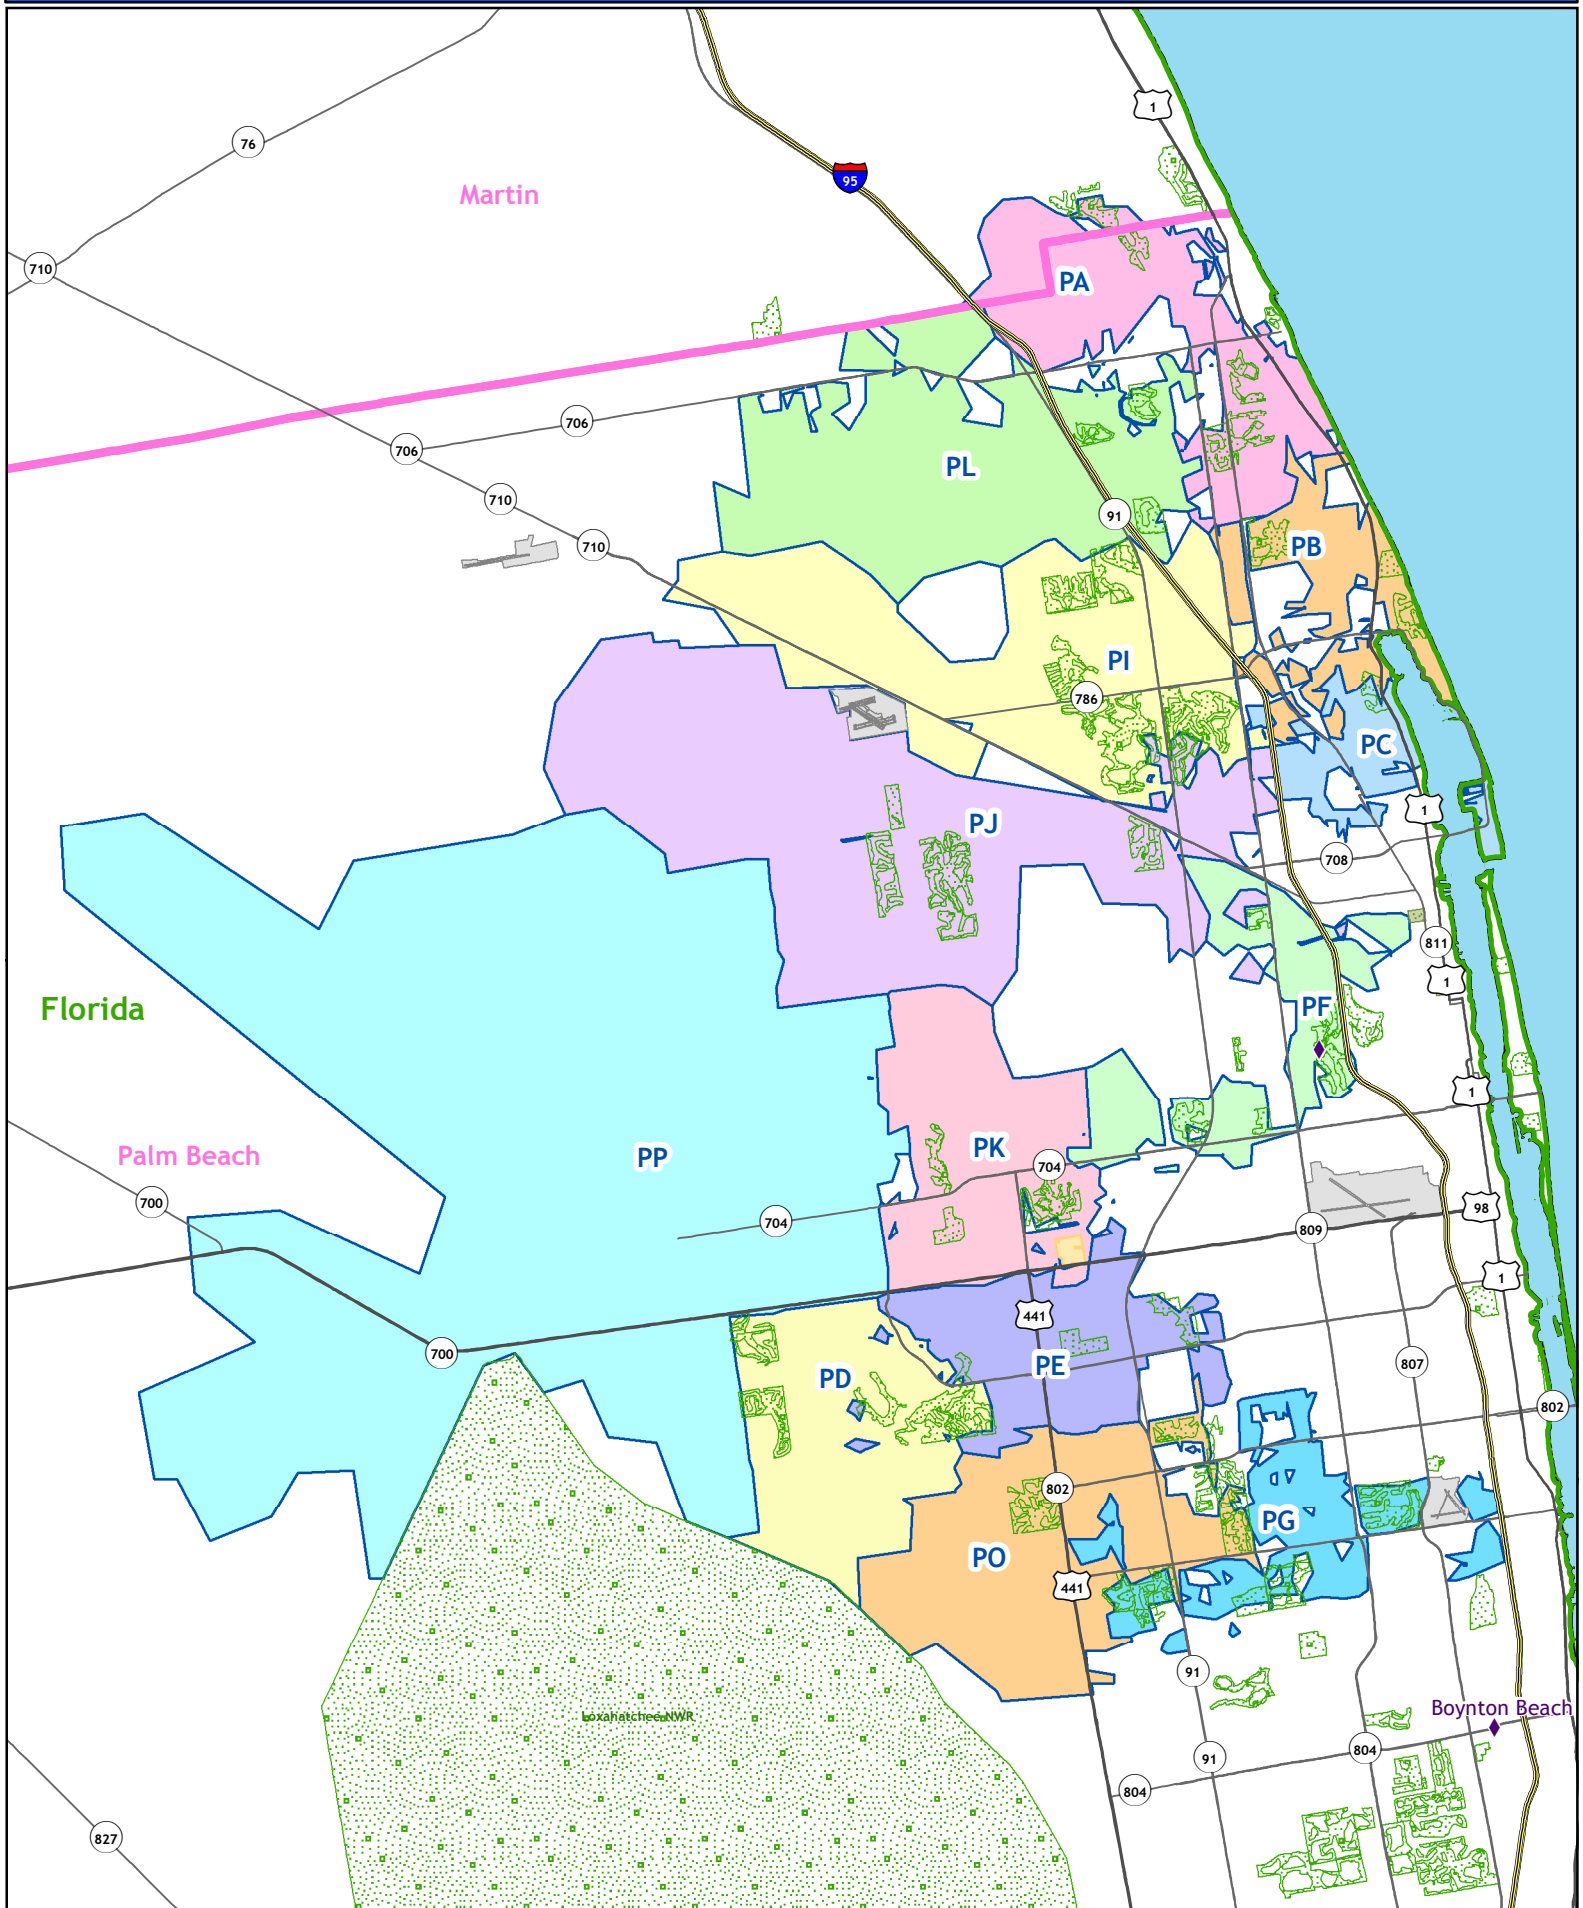 1
76
95
Martin
710
PA
706
706
PL
710
91
710
PB
PI
786
PC
1
PJ
708
811
1
Florida
PF
1
Palm Beach
PP
PK
704
700
704
98
809
1
441
700
PE
807
PD
802
802
PG
PO
441
91
Boynton Beach
Loxahatchee NWR
804
91
804
827